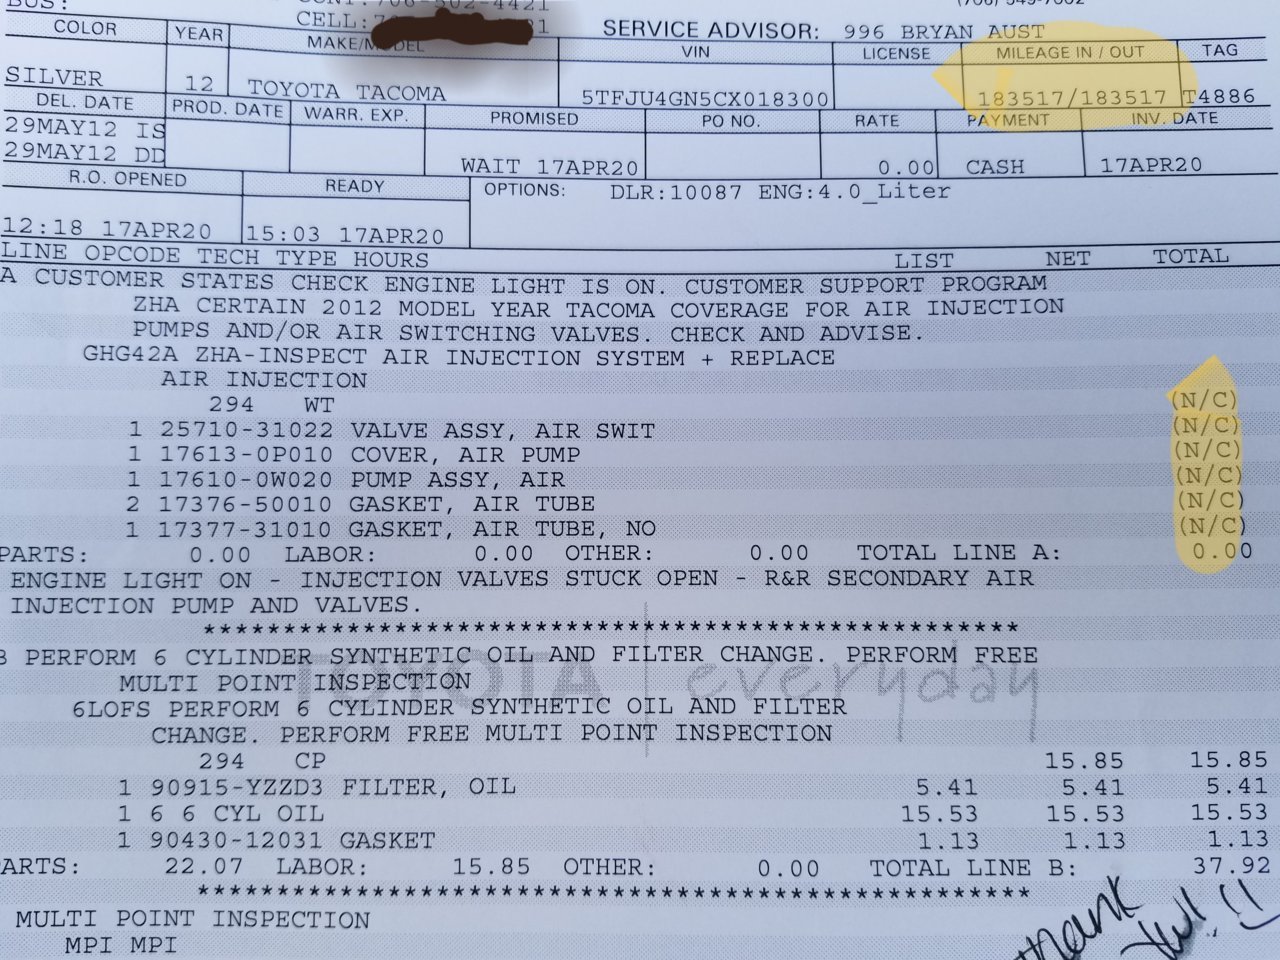 BUS:
CELL:
SERVICE ADVISOR: 996 BRYAN AUST
COLOR YEAR MAKE/MODEL VIN LICENSE MILEAGE IN / OUT TAG
SILVER 12 TOYOTA TACOMA 5TFJU4GN5CX018300 183517/183517 T4886
DEL. DATE PROD. DATE WARR. EXP. PROMISED PO NO. RATE PAYMENT INV. DATE
29MAY12 IS
29MAY12 DD WAIT 17APR20 0.00 CASH 17APR20
R.O. OPENED READY OPTIONS: DLR:10087 ENG:4.0_Liter
12:18 17APR20 15:03 17APR20
LINE OPCODE TECH TYPE HOURS LIST NET TOTAL
A CUSTOMER STATES CHECK ENGINE LIGHT IS ON. CUSTOMER SUPPORT PROGRAM
ZHA CERTAIN 2012 MODEL YEAR TACOMA COVERAGE FOR AIR INJECTION
PUMPS AND/OR AIR SWITCHING VALVES. CHECK AND ADVISE.
GHG42A ZHA-INSPECT AIR INJECTION SYSTEM + REPLACE
AIR INJECTION
294 WT (N/C)
1 25710-31022 VALVE ASSY, AIR SWIT (N/C)
1 17613-0P010 COVER, AIR PUMP (N/C)
1 17610-0W020 PUMP ASSY, AIR (N/C)
2 17376-50010 GASKET, AIR TUBE (N/C)
1 17377-31010 GASKET, AIR TUBE, NO (N/C)
PARTS: 0.00 LABOR: 0.00 OTHER: 0.00 TOTAL LINE A: 0.00
ENGINE LIGHT ON - INJECTION VALVES STUCK OPEN - R&R SECONDARY AIR
INJECTION PUMP AND VALVES.
****************************************************
B PERFORM 6 CYLINDER SYNTHETIC OIL AND FILTER CHANGE. PERFORM FREE
MULTI POINT INSPECTION
TOYOTA | everyday
6LOFS PERFORM 6 CYLINDER SYNTHETIC OIL AND FILTER
CHANGE. PERFORM FREE MULTI POINT INSPECTION
294 CP 15.85 15.85
1 90915-YZZD3 FILTER, OIL 5.41 5.41 5.41
1 6 6 CYL OIL 15.53 15.53 15.53
1 90430-12031 GASKET 1.13 1.13 1.13
PARTS: 22.07 LABOR: 15.85 OTHER: 0.00 TOTAL LINE B: 37.92
****************************************************
MULTI POINT INSPECTION
MPI MPI
Thank